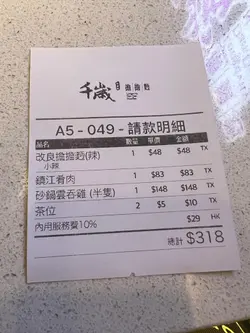 千歲
A5 - 049 - 請款明細
品名 數量 單價 金額
改良擔擔麪(辣) 1 $48 $48 TX
小辣
鎮江肴肉 1 $83 $83 TX
砂鍋雲吞雞 (半隻) 1 $148 $148 TX
茶位 2 $5 $10 TX
內用服務費10% $29 HK
總計 $318